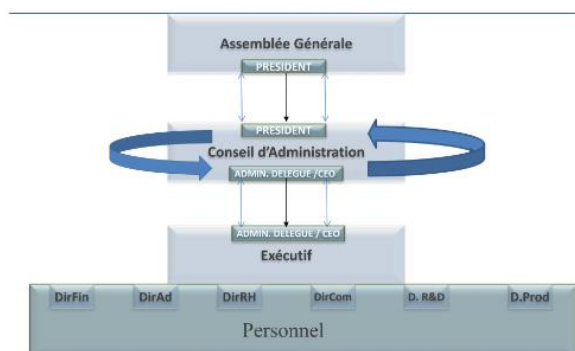 Assemblée Générale
PRESIDENT
PRESIDENT
Conseil d'Administration
ADMIN. DELEGUE /CEO
ADMIN. DELEGUE / CEO
Exécutif
DirFin DirAd DirRH DirCom D. R&D D.Prod
Personnel